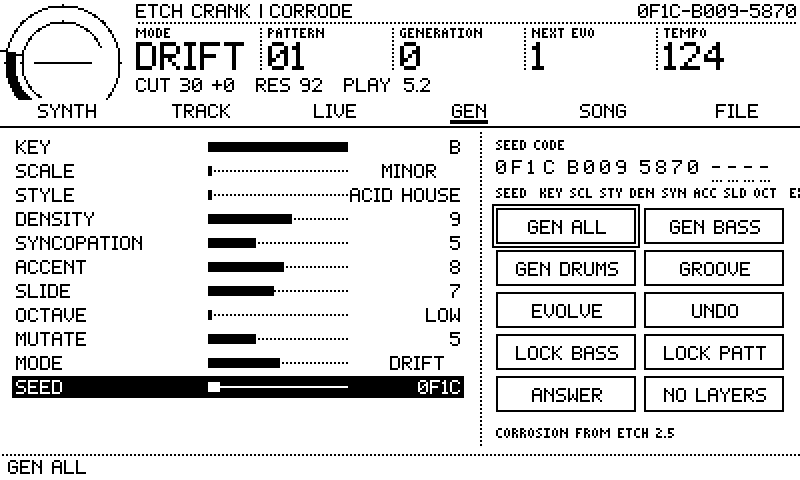 ETCH CRANK | CORRODE 0F1C-B009-5870
MODE PATTERN GENERATION NEXT EVO TEMPO
DRIFT 01 0 1 124
CUT 30 +0 RES 92 PLAY 5.2
SYNTH TRACK LIVE GEN SONG FILE
KEY B
SCALE MINOR
STYLE ACID HOUSE
DENSITY 9
SYNCOPATION 5
ACCENT 8
SLIDE 7
OCTAVE LOW
MUTATE 5
MODE DRIFT
SEED 0F1C
SEED CODE
0F1C B009 5870 ----
SEED KEY SCL STY DEN SYN ACC SLD OCT
GEN ALL GEN BASS
GEN DRUMS GROOVE
EVOLVE UNDO
LOCK BASS LOCK PATT
ANSWER NO LAYERS
CORROSION FROM ETCH 2.5
GEN ALL